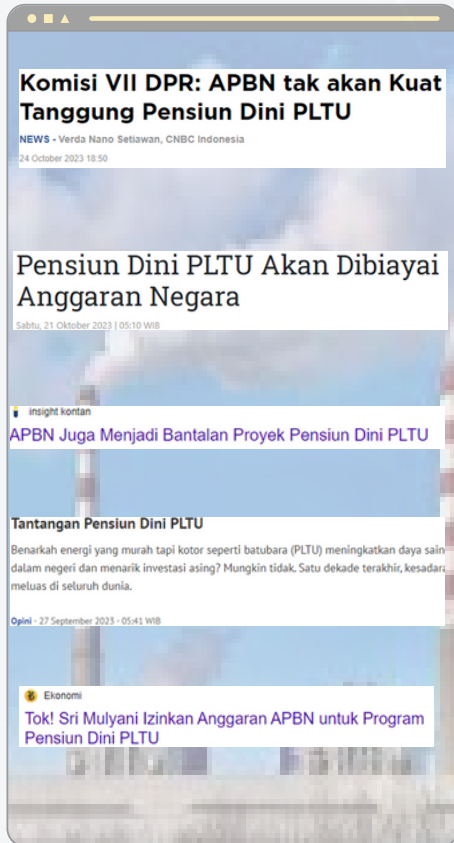 Komisi VII DPR: APBN tak akan Kuat
Tanggung Pensiun Dini PLTU
NEWS - Verda Nano Setiawan, CNBC Indonesia
24 October 2023 18:50
Pensiun Dini PLTU Akan Dibiayai
Anggaran Negara
Sabtu, 21 Oktober 2023 | 05:10 WIB
insight kontan
APBN Juga Menjadi Bantalan Proyek Pensiun Dini PLTU
Tantangan Pensiun Dini PLTU
Benarkah energi yang murah tapi kotor seperti batubara (PLTU) meningkatkan daya sain
dalam negeri dan menarik investasi asing? Mungkin tidak. Satu dekade terakhir, kesadara
meluas di seluruh dunia.
Opini - 27 September 2023 - 05:41 WIB
Ekonomi
Tok! Sri Mulyani Izinkan Anggaran APBN untuk Program
Pensiun Dini PLTU